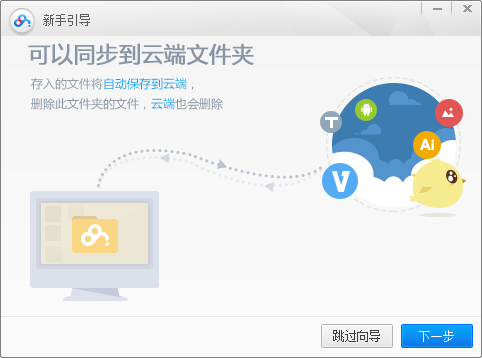 新手引导
可以同步到云端文件夹
存入的文件将自动保存到云端，
删除此文件夹的文件，云端也会删除
T
Ai
V
跳过向导
下一步